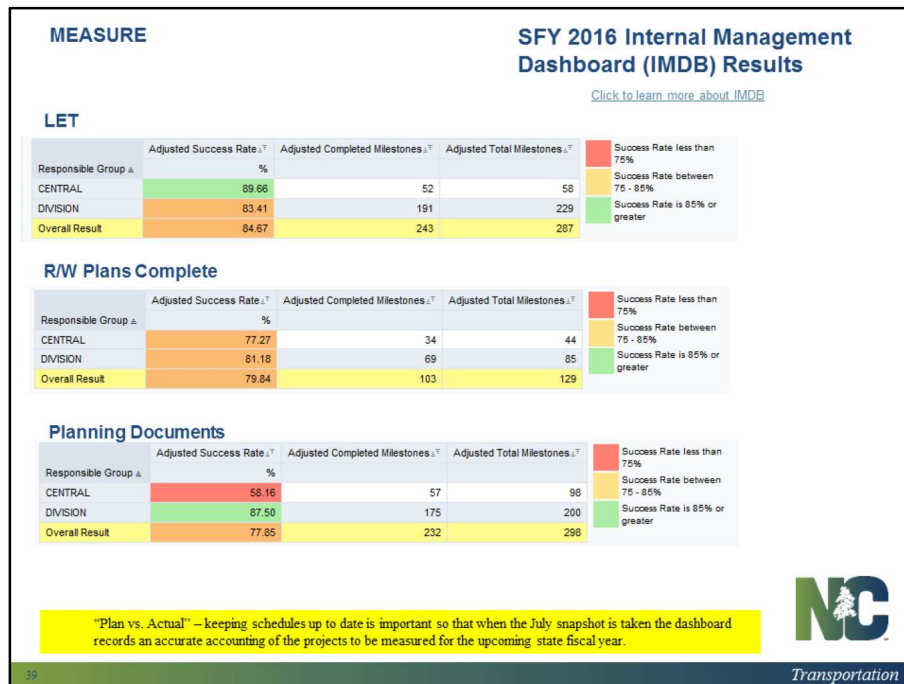 MEASURE
SFY 2016 Internal Management
Dashboard (IMDB) Results
Click to learn more about IMDB
LET
Adjusted Success Rate Adjusted Completed Milestones Adjusted Total Milestones
Responsible Group %
CENTRAL 89.66 52 58
DIVISION 83.41 191 229
Overall Result 84.67 243 287
Success Rate less than
75%
Success Rate between
75 - 85%
Success Rate is 85% or
greater
R/W Plans Complete
Adjusted Success Rate Adjusted Completed Milestones Adjusted Total Milestones
Responsible Group %
CENTRAL 77.27 34 44
DIVISION 81.18 69 85
Overall Result 79.84 103 129
Success Rate less than
75%
Success Rate between
75 - 85%
Success Rate is 85% or
greater
Planning Documents
Adjusted Success Rate Adjusted Completed Milestones Adjusted Total Milestones
Responsible Group %
CENTRAL 58.16 57 98
DIVISION 87.50 175 200
Overall Result 77.85 232 298
Success Rate less than
75%
Success Rate between
75 - 85%
Success Rate is 85% or
greater
“Plan vs. Actual” – keeping schedules up to date is important so that when the July snapshot is taken the dashboard
records an accurate accounting of the projects to be measured for the upcoming state fiscal year.
NC
39
Transportation